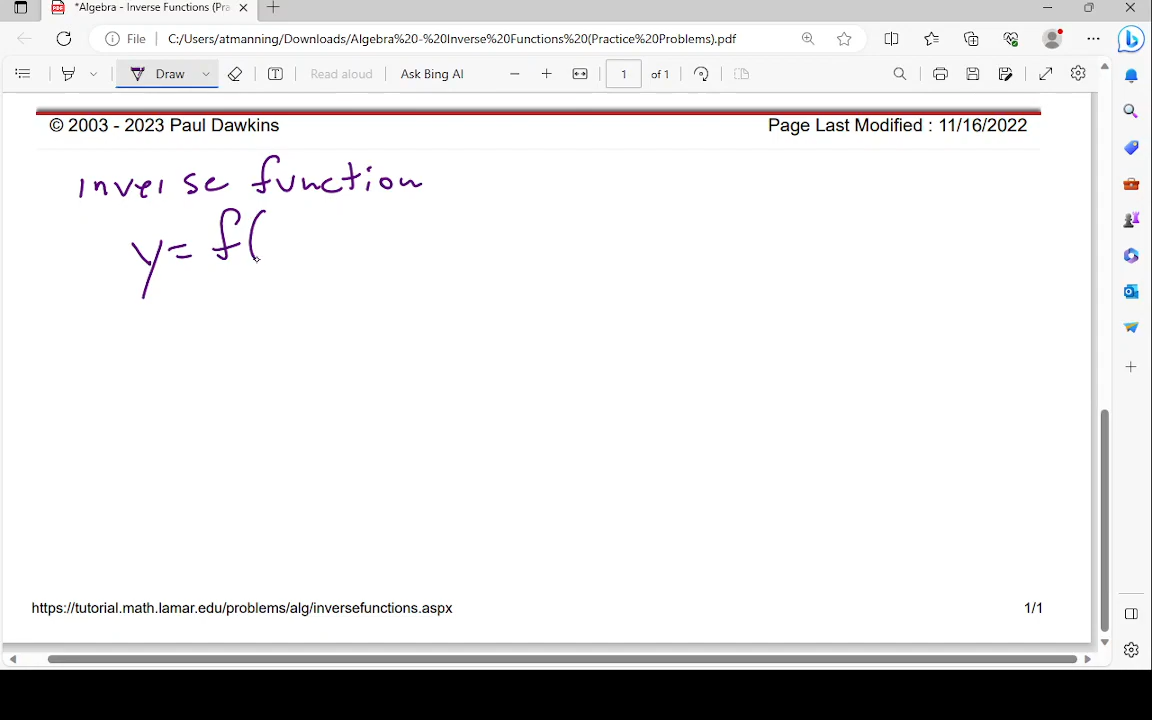 *Algebra - Inverse Functions (Pra
File C:/Users/atmanning/Downloads/Algebra%20-%20Inverse%20Functions%20(Practice%20Problems).pdf
Draw Read aloud Ask Bing AI 1 of 1
© 2003 - 2023 Paul Dawkins Page Last Modified : 11/16/2022
inverse function
y = f(
https://tutorial.math.lamar.edu/problems/alg/inversefunctions.aspx 1/1